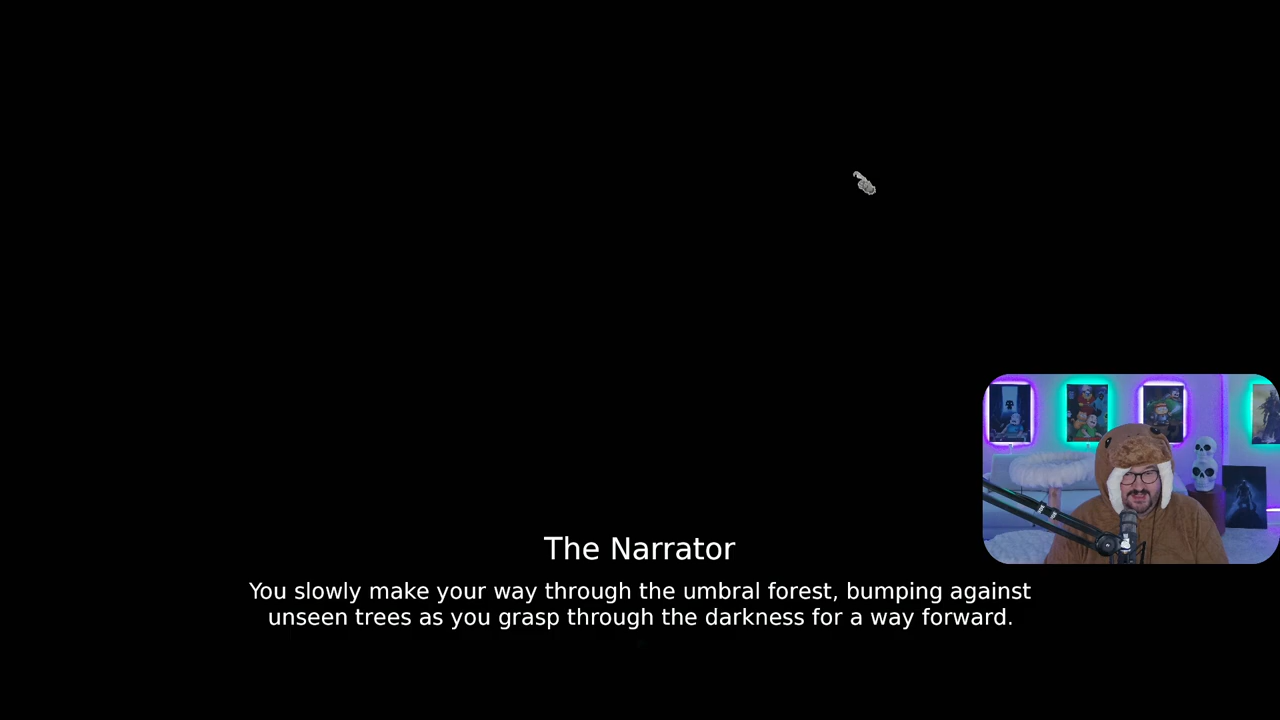 The Narrator
You slowly make your way through the umbral forest, bumping against
unseen trees as you grasp through the darkness for a way forward.